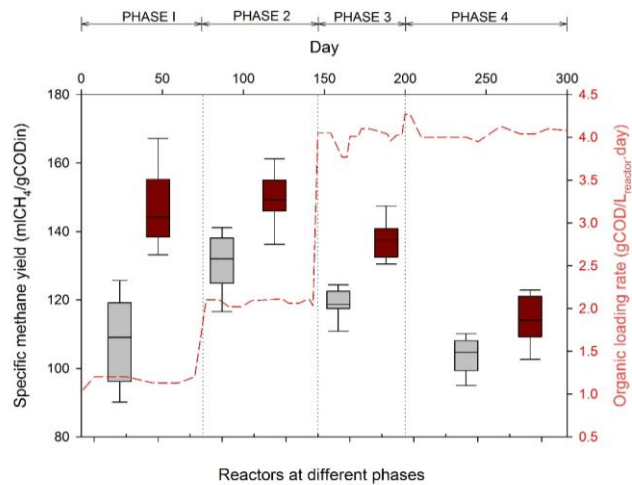 PHASE I PHASE 2 PHASE 3 PHASE 4
Day
0 50 100 150 200 250 300
180 4.5
160 4.0
140 3.5
120 3.0
100 2.5
80 2.0
1.5
1.0
0.5
Specific methane yield (mlCH₄/gCODin)
Organic loading rate (gCOD/L_reactor.day)
Reactors at different phases